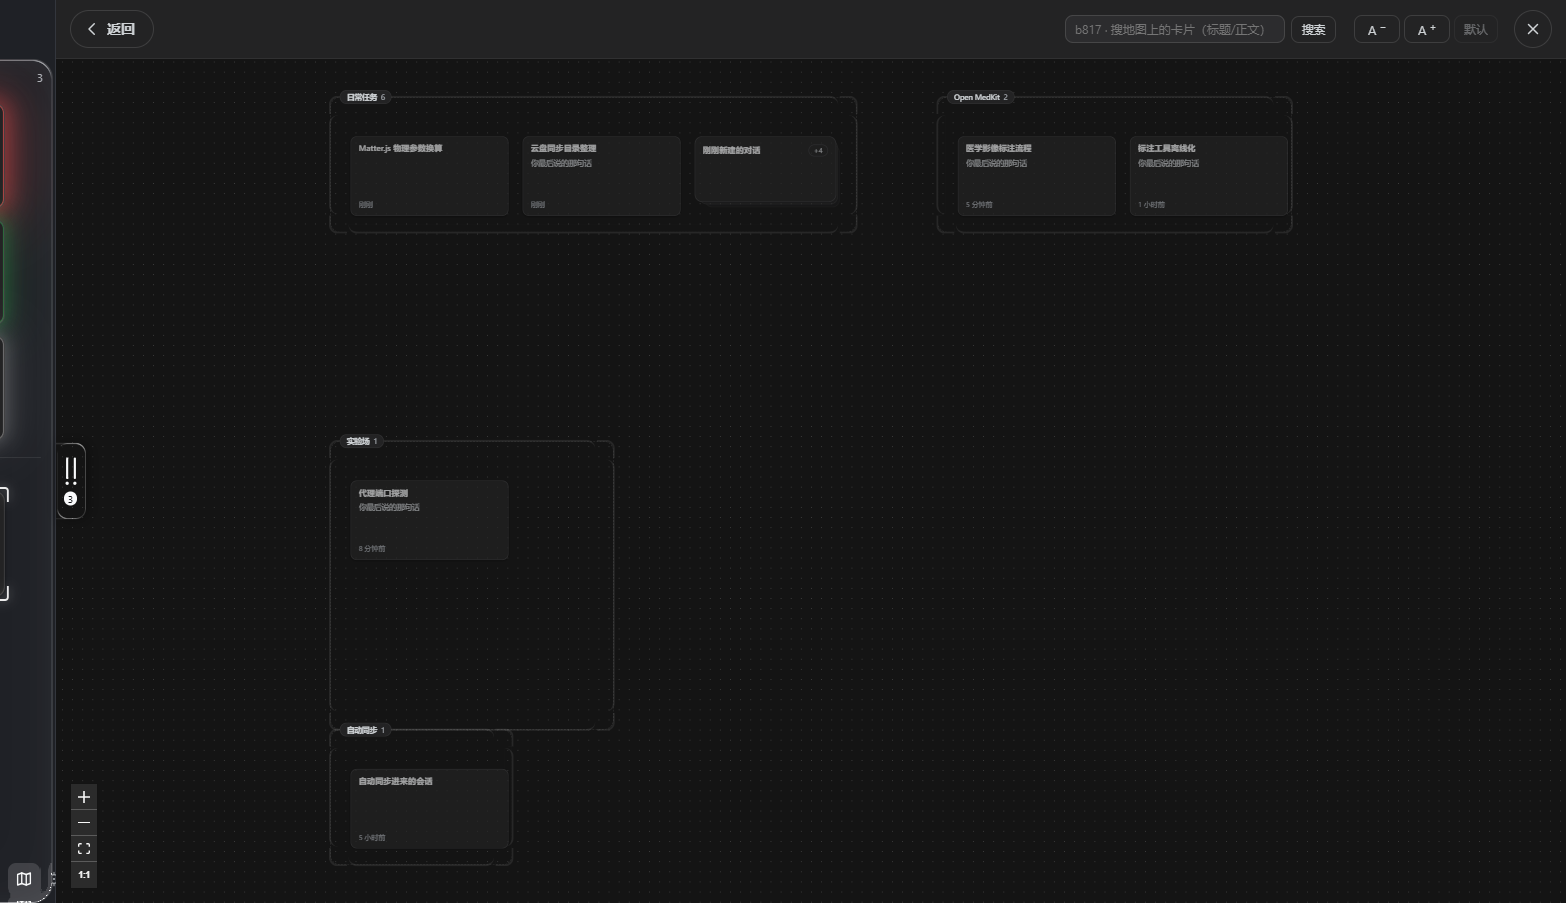 返回
b817 · 搜地图上的卡片（标题/正文）
搜索
A⁻
A⁺
默认
3
日常任务 6
Matter.js 物理参数换算
刚刚
云盘同步目录整理
你最后说的那句话
刚刚
刚刚新建的对话
+4
Open MedKit 2
医学影像标注流程
你最后说的那句话
5 分钟前
标注工具离线化
你最后说的那句话
1 小时前
实验场 1
代理端口探测
你最后说的那句话
8 分钟前
3
自动同步 1
自动同步进来的会话
5 小时前
1:1